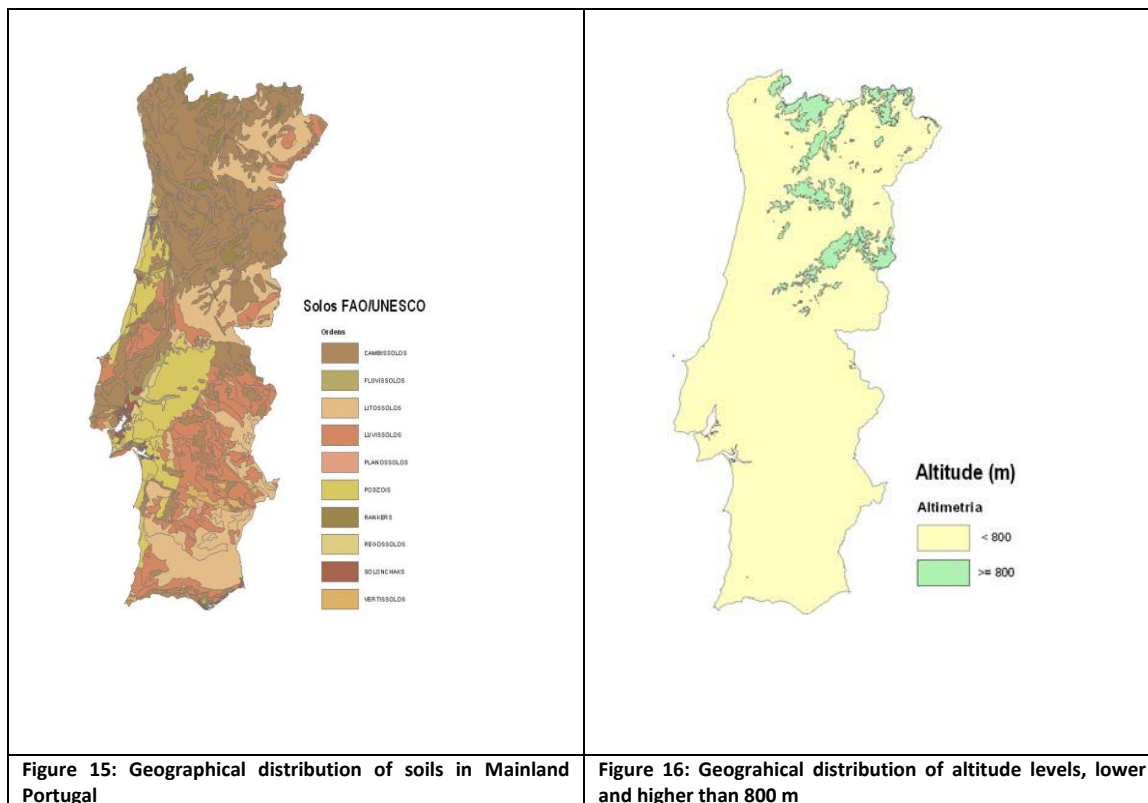 Solos FAO/UNESCO
Ordens
CAMBISSOLOS
FLUVISSOLOS
LITOSSOLOS
LUVISSOLOS
PLANOSSOLOS
PODZOIS
RANKERS
REGOSSOLOS
SOLONCHAKS
VERTISSOLOS
Altitude (m)
Altimetria
< 800
>= 800
Figure 15: Geographical distribution of soils in Mainland
Portugal
Figure 16: Geograhical distribution of altitude levels, lower
and higher than 800 m